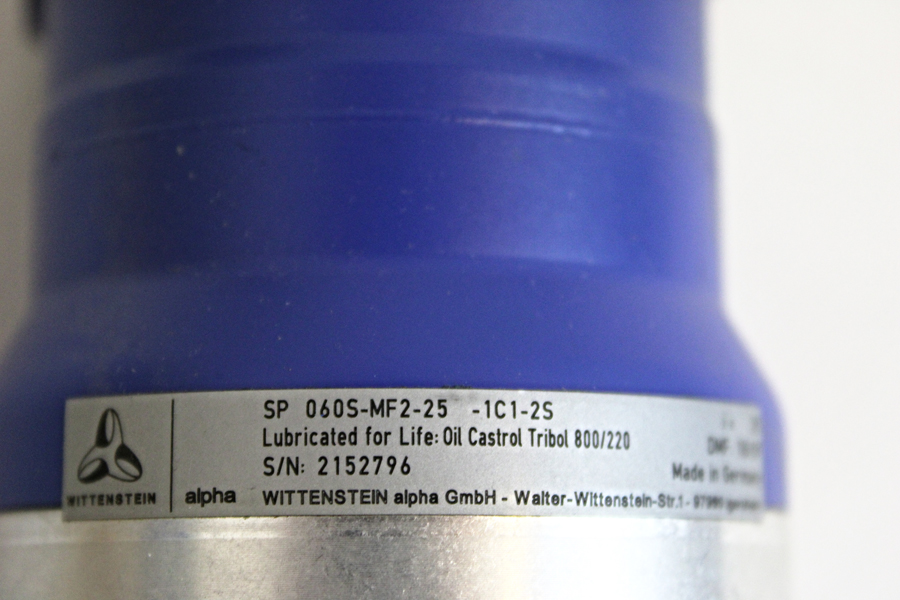 SP 060S-MF2-25 -1C1-2S
Lubricated for Life: Oil Castrol Tribol 800/220
S/N: 2152796
Made in German
WITTENSTEIN
alpha
WITTENSTEIN alpha GmbH - Walter-Wittenstein-Str.1 -